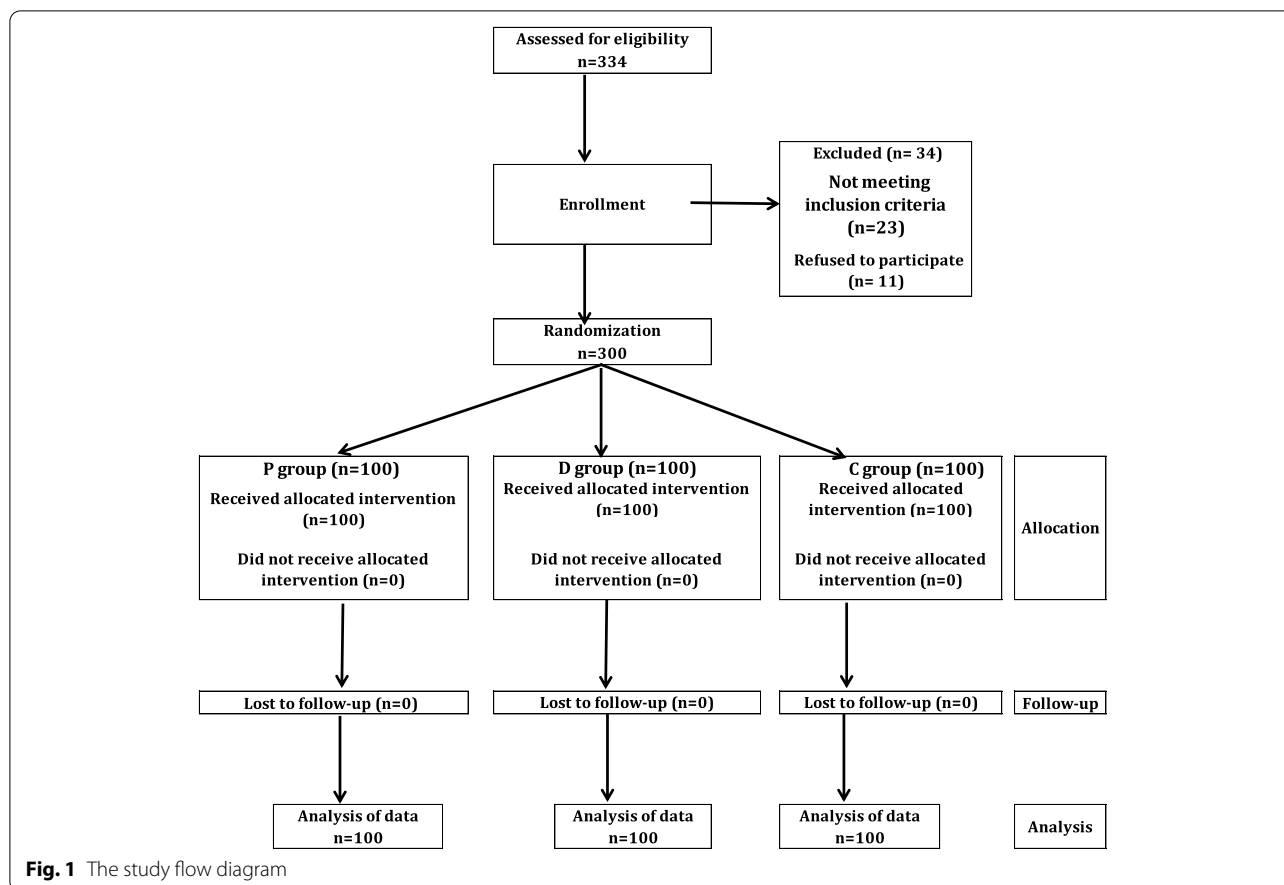 Assessed for eligibility
n=334
Excluded (n= 34)
Not meeting
inclusion criteria
(n=23)
Refused to participate
(n= 11)
Enrollment
Randomization
n=300
P group (n=100)
Received allocated intervention
(n=100)
Did not receive allocated
intervention (n=0)
D group (n=100)
Received allocated intervention
(n=100)
Did not receive allocated
intervention (n=0)
C group (n=100)
Received allocated
intervention (n=100)
Did not receive allocated
intervention (n=0)
Allocation
Lost to follow-up (n=0)
Lost to follow-up (n=0)
Lost to follow-up (n=0)
Follow-up
Analysis of data
n=100
Analysis of data
n=100
Analysis of data
n=100
Analysis
Fig. 1 The study flow diagram